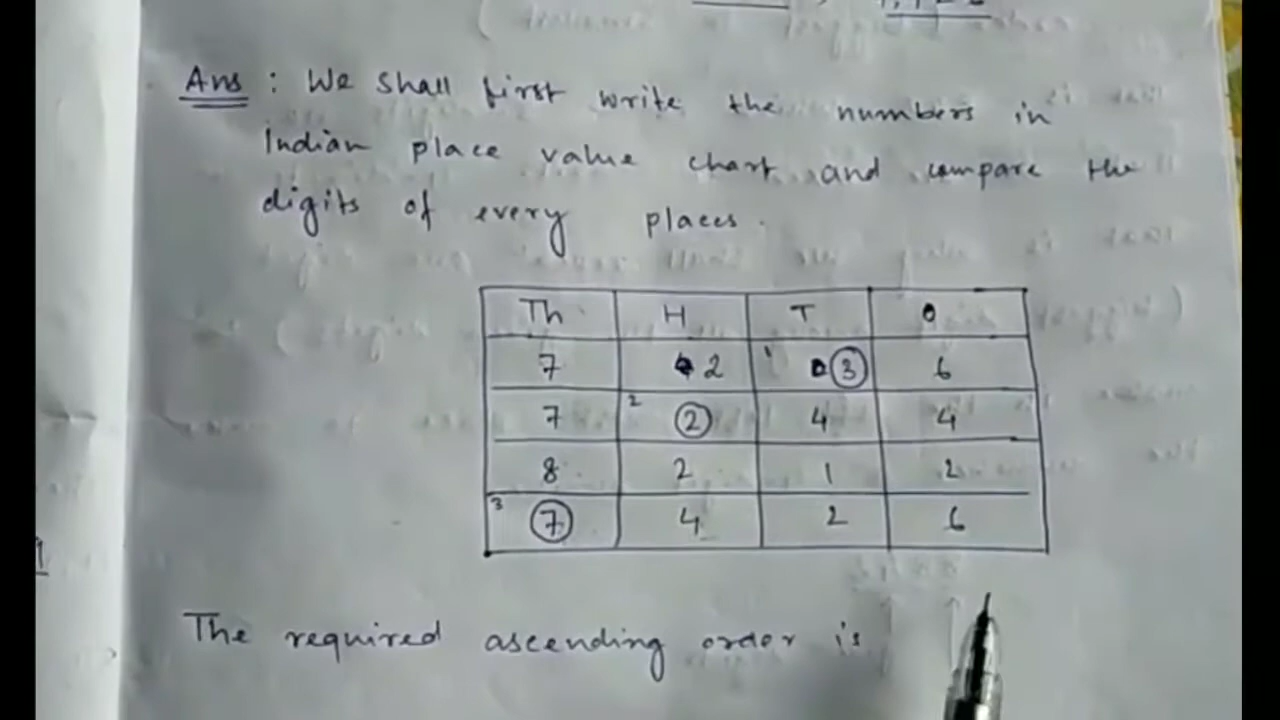 Ans : We shall first write the numbers in
Indian place value chart and compare the
digits of every places.
Th H T O
7 2 1 3 6
7 2 2 4 4
8 2 1 2
3 7 4 2 6
The required ascending order is